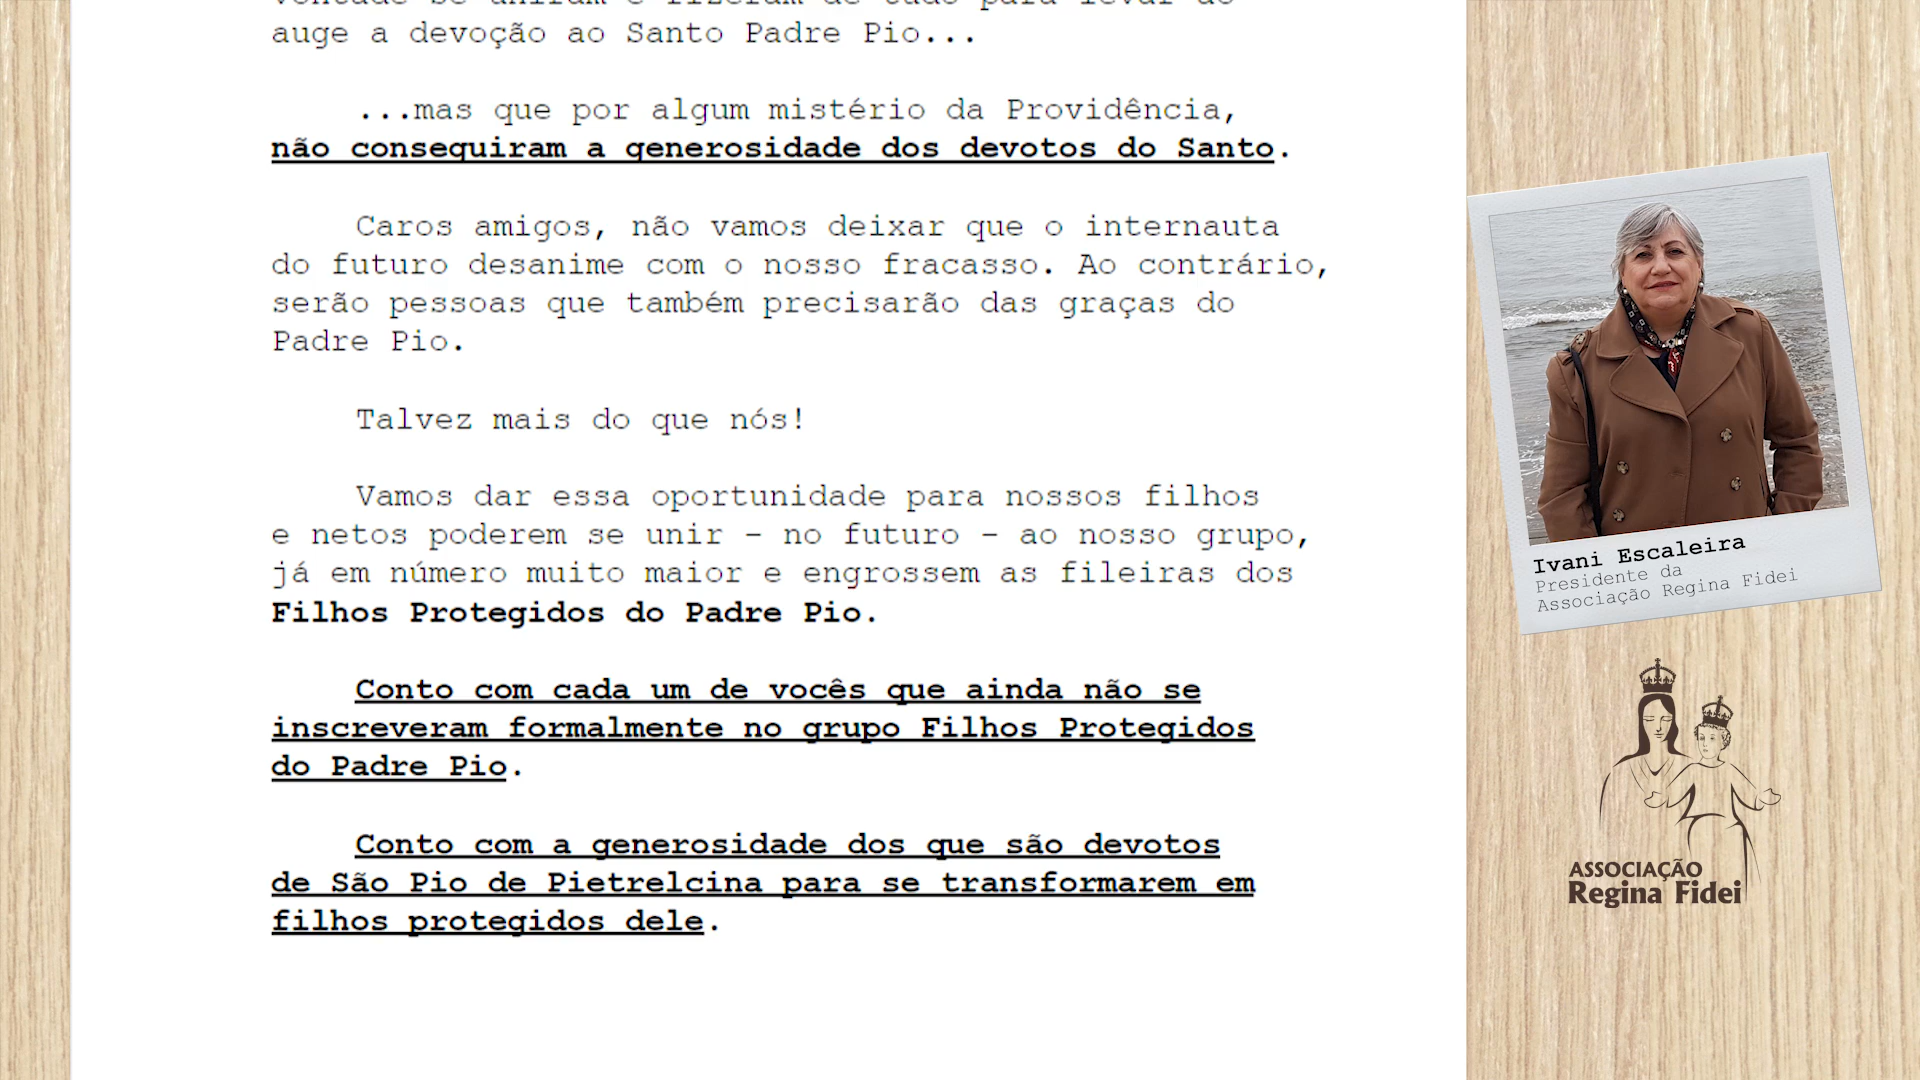 auge a devoção ao Santo Padre Pio...
...mas que por algum mistério da Providência,
não conseguiram a generosidade dos devotos do Santo.
Caros amigos, não vamos deixar que o internauta
do futuro desanime com o nosso fracasso. Ao contrário,
serão pessoas que também precisarão das graças do
Padre Pio.
Talvez mais do que nós!
Vamos dar essa oportunidade para nossos filhos
e netos poderem se unir – no futuro – ao nosso grupo,
já em número muito maior e engrossem as fileiras dos
Filhos Protegidos do Padre Pio.
Conto com cada um de vocês que ainda não se
inscreveram formalmente no grupo Filhos Protegidos
do Padre Pio.
Conto com a generosidade dos que são devotos
de São Pio de Pietrelcina para se transformarem em
filhos protegidos dele.
Ivani Escaleira
Presidente da
Associação Regina Fidei
ASSOCIAÇÃO
Regina Fidei